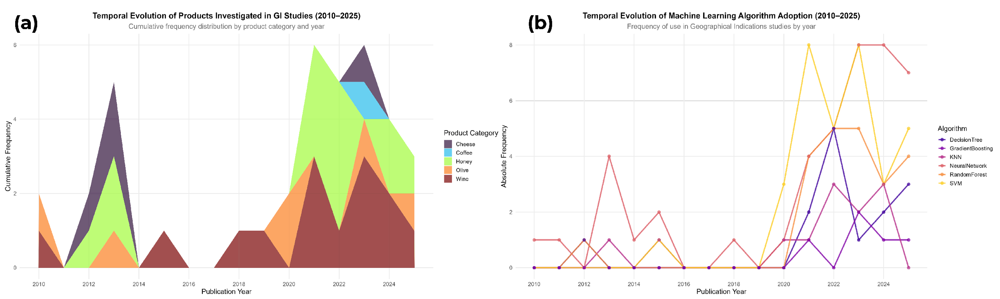 (a)
Temporal Evolution of Products Investigated in GI Studies (2010–2025)
Cumulative frequency distribution by product category and year
Cumulative Frequency
6
4
2
0
2010 2012 2014 2016 2018 2020 2022 2024
Publication Year
Product Category
Cheese
Coffee
Honey
Olive
Wine
(b)
Temporal Evolution of Machine Learning Algorithm Adoption (2010–2025)
Frequency of use in Geographical Indications studies by year
Absolute Frequency
8
6
4
2
0
2010 2012 2014 2016 2018 2020 2022 2024
Publication Year
Algorithm
DecisionTree
GradientBoosting
KNN
NeuralNetwork
RandomForest
SVM